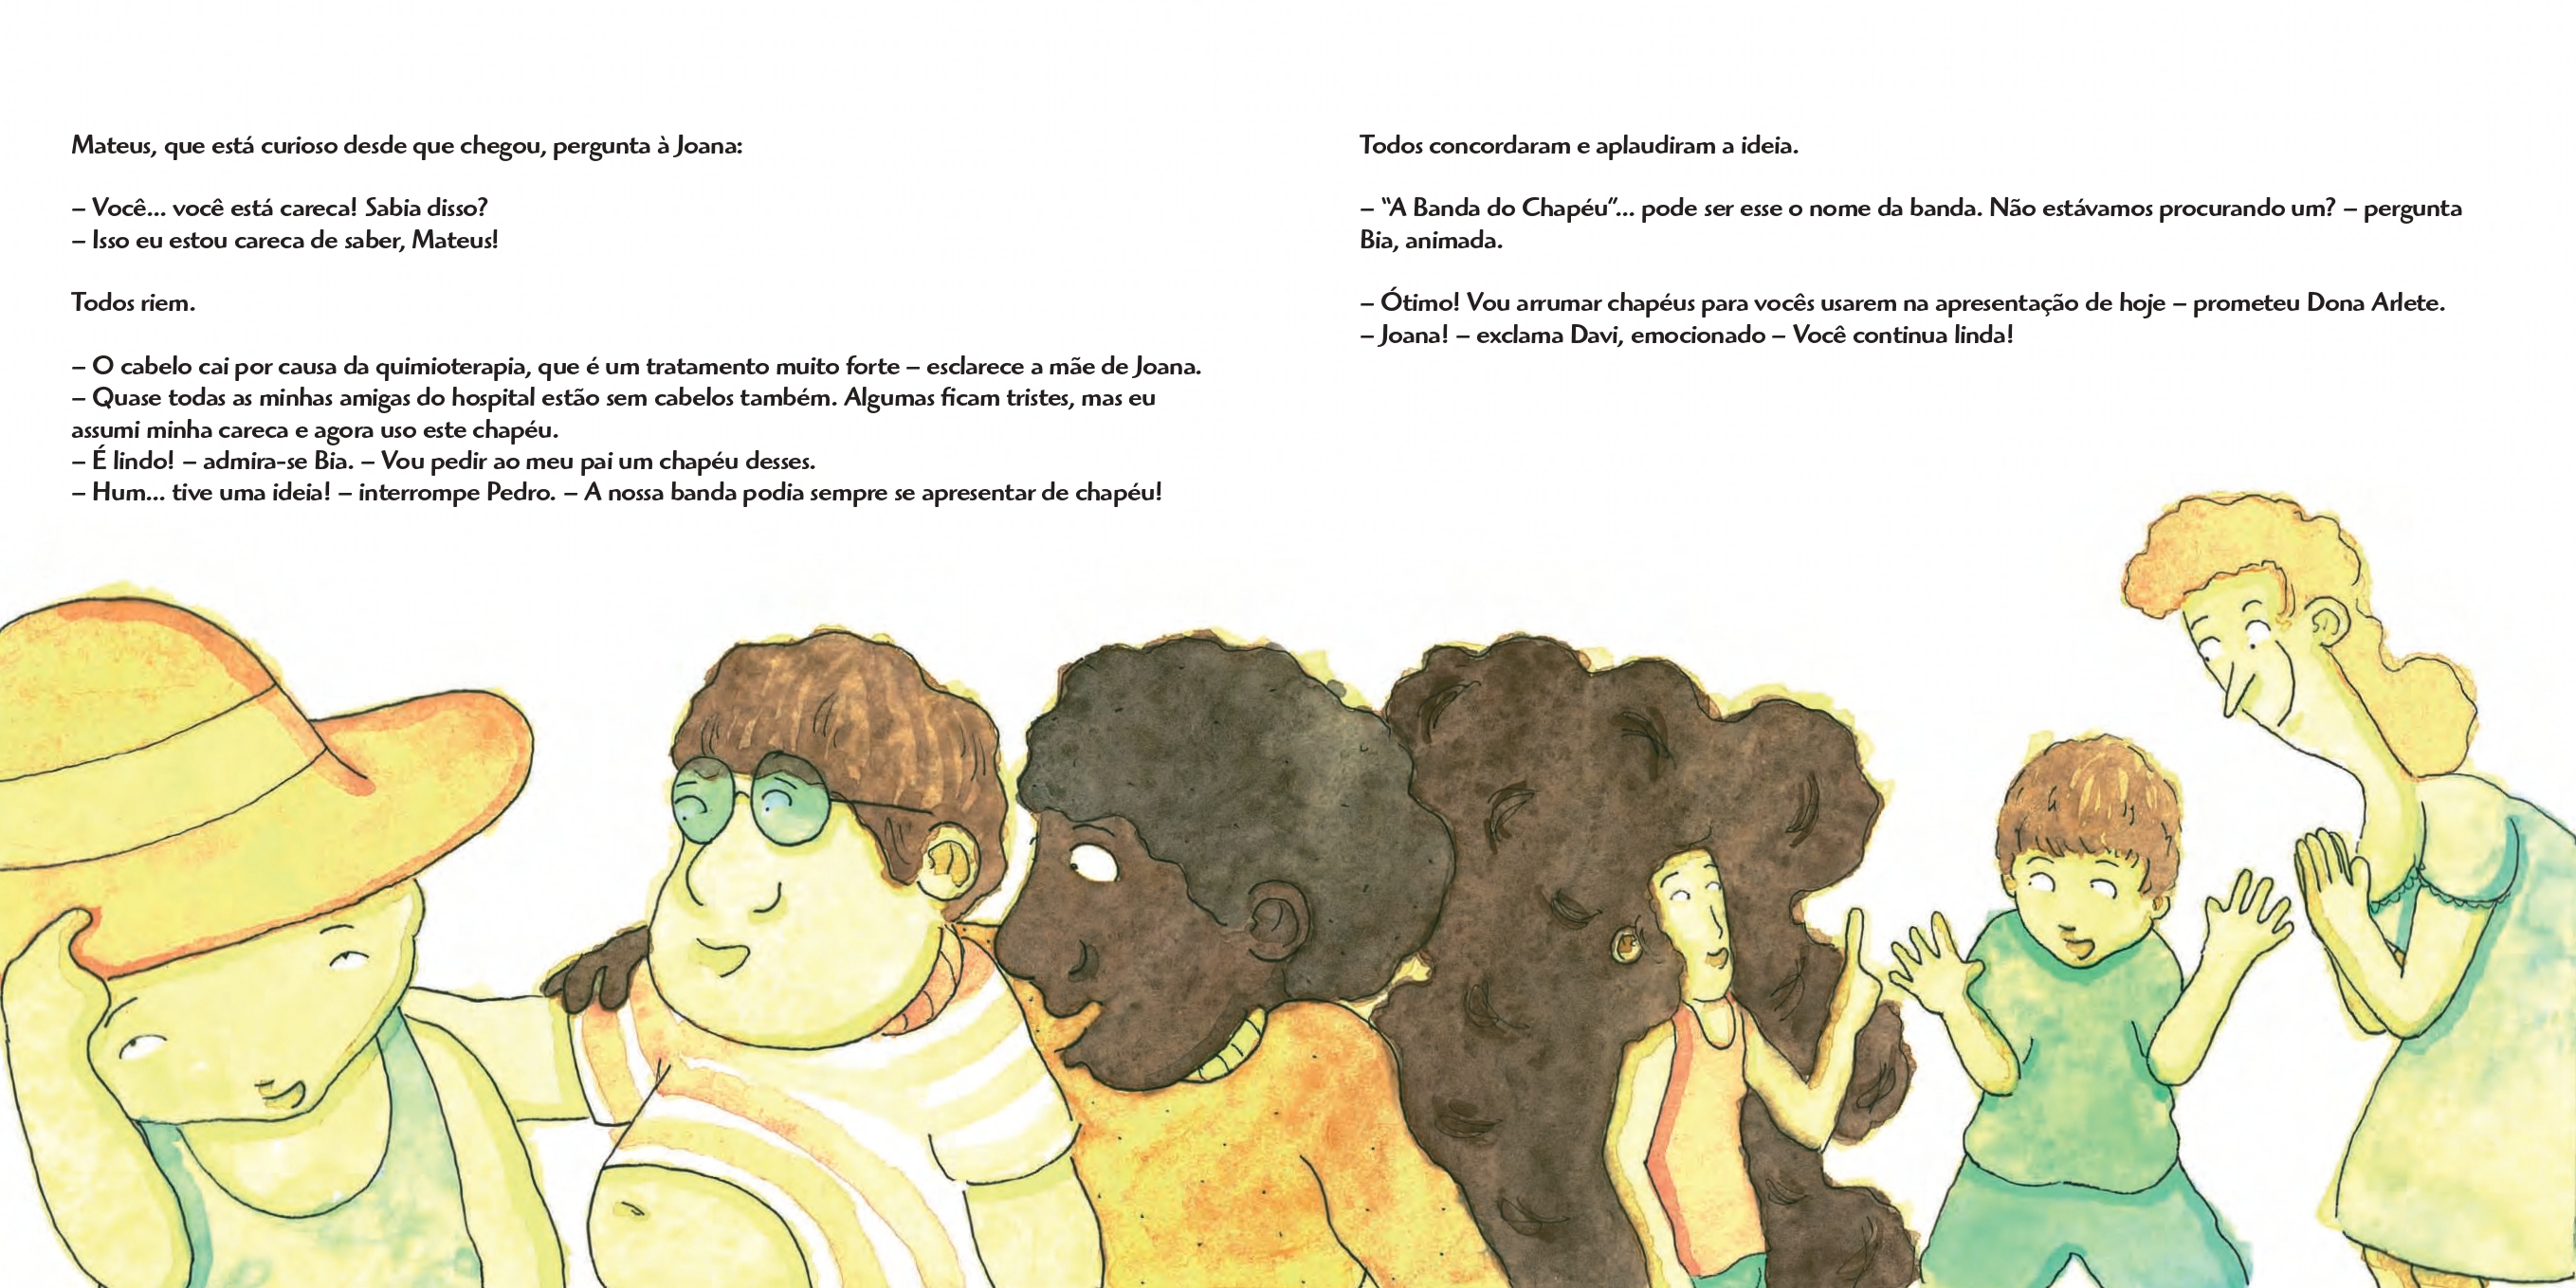 Mateus, que está curioso desde que chegou, pergunta à Joana:
– Você... você está careca! Sabia disso?
– Isso eu estou careca de saber, Mateus!
Todos riem.
– O cabelo cai por causa da quimioterapia, que é um tratamento muito forte – esclarece a mãe de Joana.
– Quase todas as minhas amigas do hospital estão sem cabelos também. Algumas ficam tristes, mas eu
assumi minha careca e agora uso este chapéu.
– É lindo! – admira-se Bia. – Vou pedir ao meu pai um chapéu desses.
– Hum... tive uma ideia! – interrompe Pedro. – A nossa banda podia sempre se apresentar de chapéu!
Todos concordaram e aplaudiram a ideia.
– “A Banda do Chapéu”... pode ser esse o nome da banda. Não estávamos procurando um? – pergunta
Bia, animada.
– Ótimo! Vou arrumar chapéus para vocês usarem na apresentação de hoje – prometeu Dona Arlete.
– Joana! – exclama Davi, emocionado – Você continua linda!